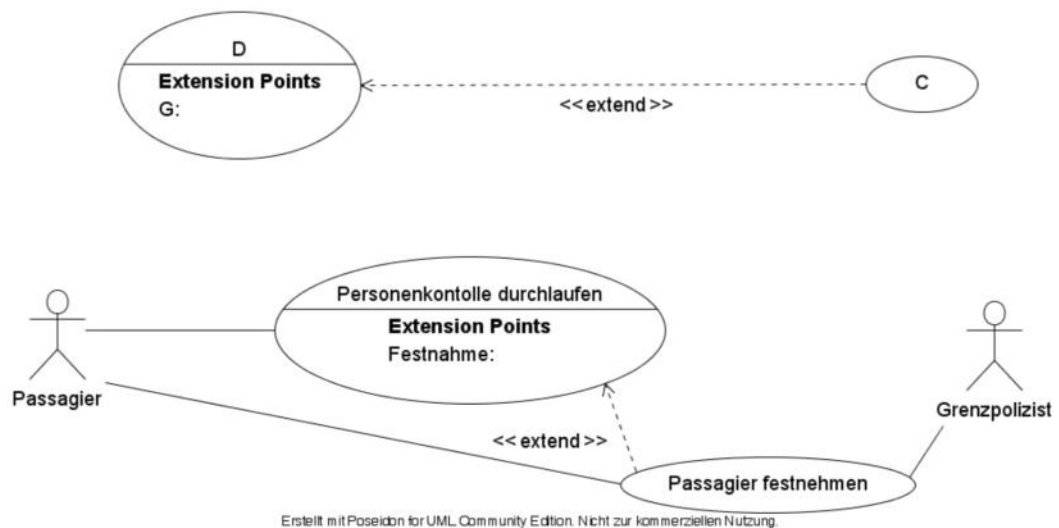 D
Extension Points
G:
<<extend>>
C
Personenkontolle durchlaufen
Extension Points
Festnahme:
Passagier
Grenzpolizist
<<extend>>
Passagier festnehmen
Erstellt mit Poseidon for UML Community Edition. Nicht zur kommerziellen Nutzung.